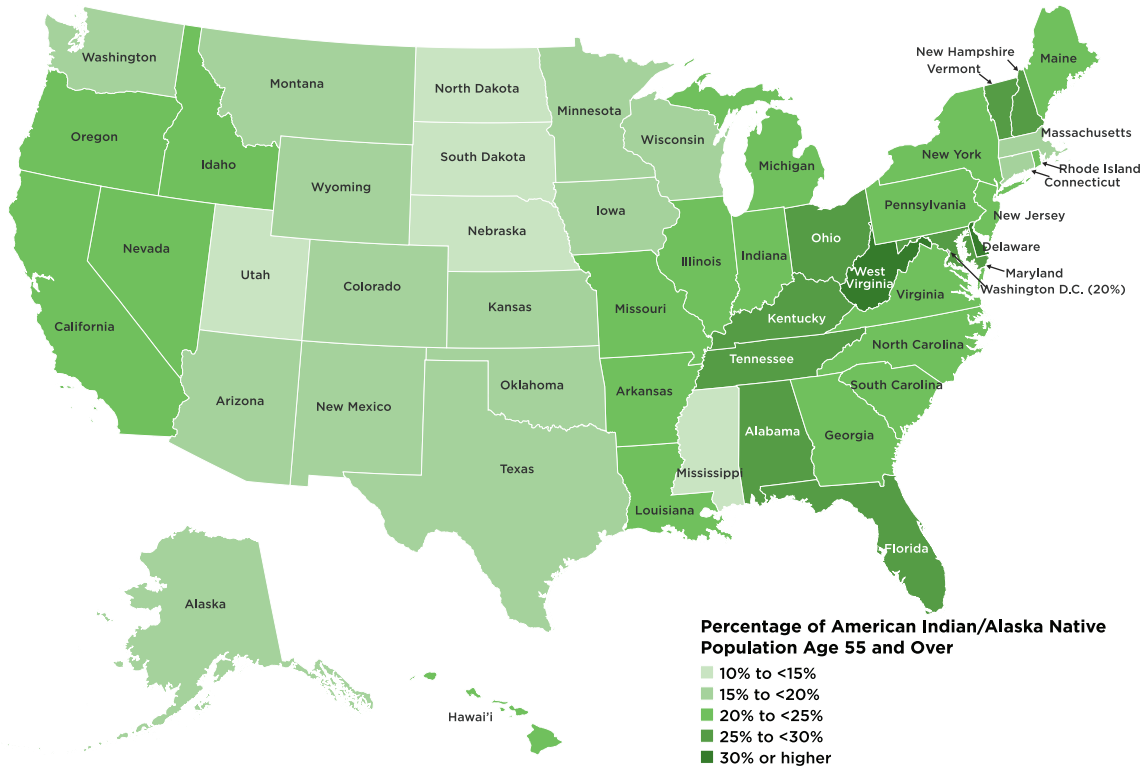 New Hampshire
Vermont
Maine
Washington
Montana
North Dakota
Minnesota
Oregon
Idaho
South Dakota
Wisconsin
Michigan
New York
Massachusetts
Rhode Island
Connecticut
Wyoming
Iowa
Pennsylvania
New Jersey
Nebraska
Ohio
Nevada
Utah
Colorado
Illinois
Indiana
West
Virginia
Delaware
Maryland
Washington D.C. (20%)
Virginia
California
Kansas
Missouri
Kentucky
Tennessee
North Carolina
Arizona
New Mexico
Oklahoma
Arkansas
South Carolina
Alabama
Georgia
Texas
Mississippi
Louisiana
Florida
Alaska
Hawai'i
Percentage of American Indian/Alaska Native
Population Age 55 and Over
10% to <15%
15% to <20%
20% to <25%
25% to <30%
30% or higher